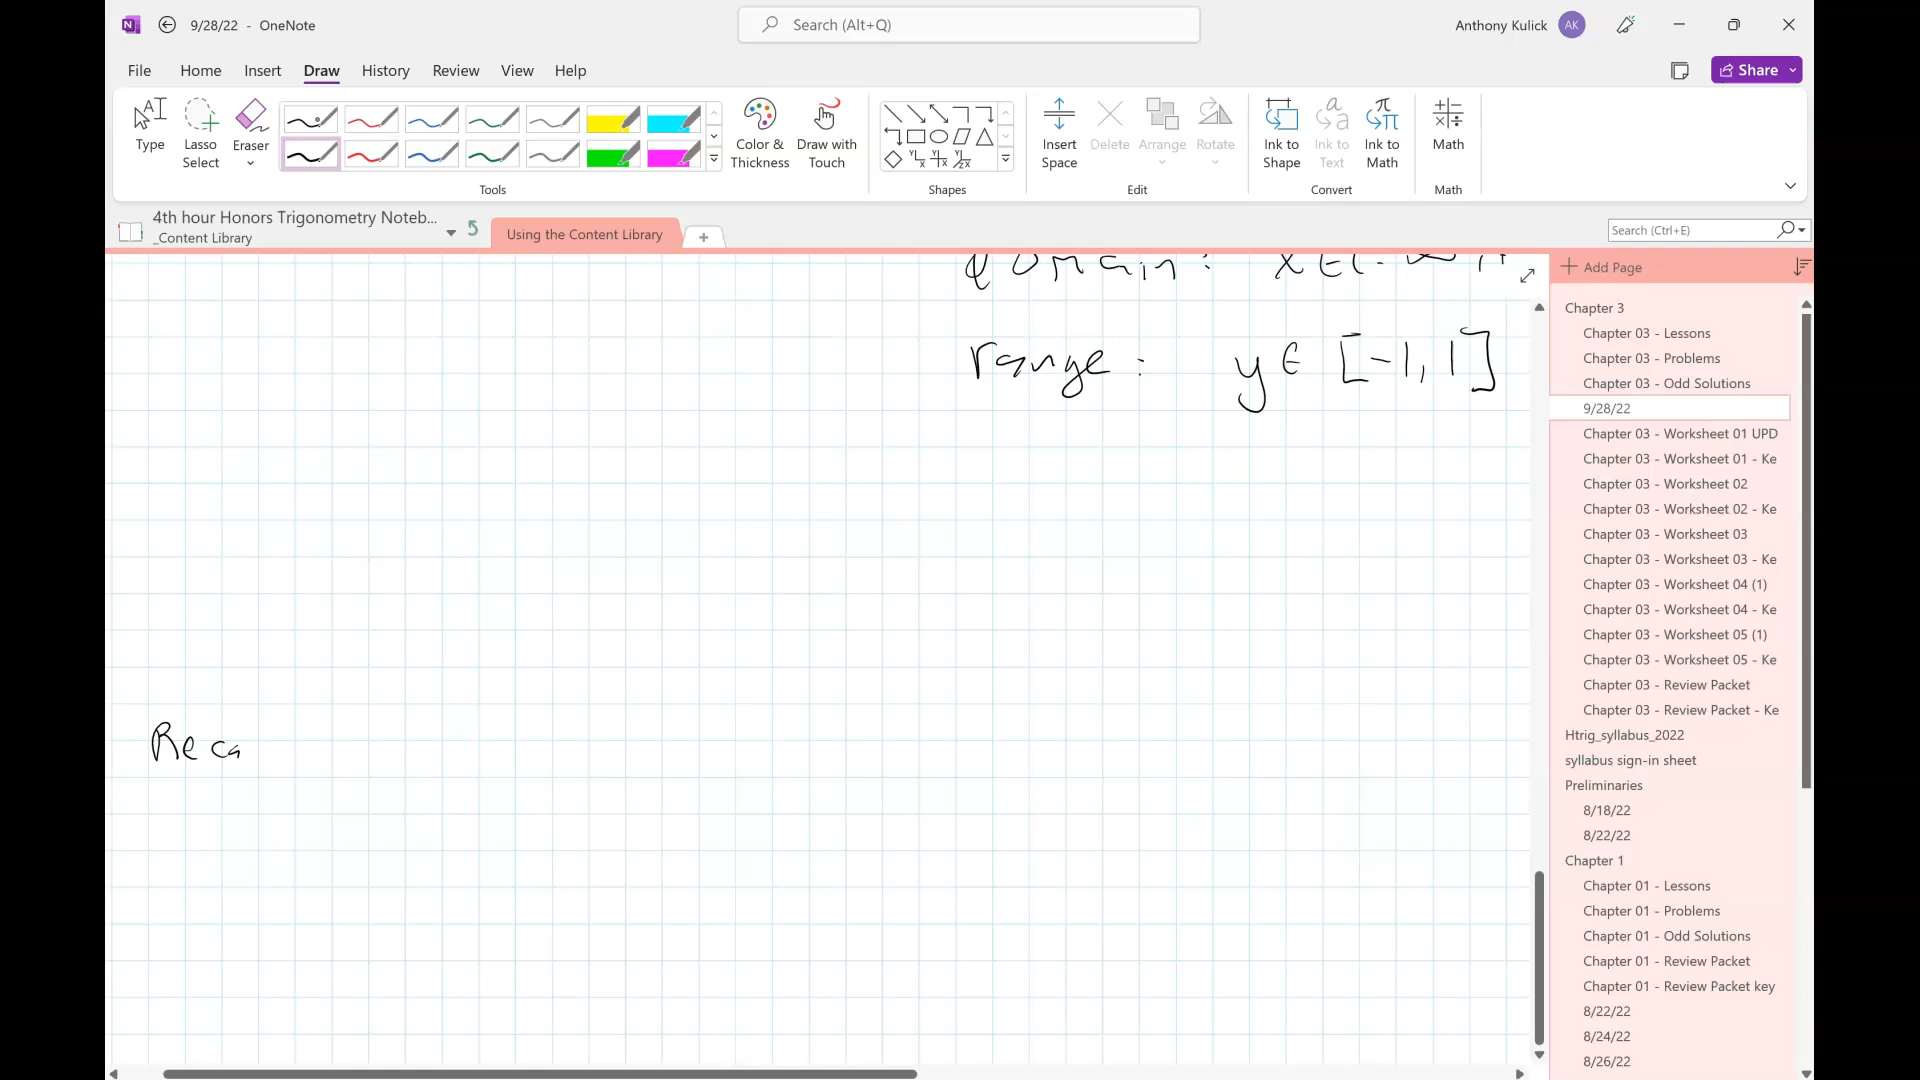 9/28/22 - OneNote
Search (Alt+Q)
Anthony Kulick AK
File Home Insert Draw History Review View Help
Share
Type
Lasso Select
Eraser
Color & Thickness
Draw with Touch
Insert Space
Delete
Arrange
Rotate
Ink to Shape
Ink to Text
Ink to Math
Math
Tools Shapes Edit Convert Math
4th hour Honors Trigonometry Noteb...
_Content Library
Using the Content Library
Search (Ctrl+E)
domain :
range : y ∈ [-1, 1]
Reca
Add Page
Chapter 3
Chapter 03 - Lessons
Chapter 03 - Problems
Chapter 03 - Odd Solutions
9/28/22
Chapter 03 - Worksheet 01 UPD
Chapter 03 - Worksheet 01 - Ke
Chapter 03 - Worksheet 02
Chapter 03 - Worksheet 02 - Ke
Chapter 03 - Worksheet 03
Chapter 03 - Worksheet 03 - Ke
Chapter 03 - Worksheet 04 (1)
Chapter 03 - Worksheet 04 - Ke
Chapter 03 - Worksheet 05 (1)
Chapter 03 - Worksheet 05 - Ke
Chapter 03 - Review Packet
Chapter 03 - Review Packet - Ke
Htrig_syllabus_2022
syllabus sign-in sheet
Preliminaries
8/18/22
8/22/22
Chapter 1
Chapter 01 - Lessons
Chapter 01 - Problems
Chapter 01 - Odd Solutions
Chapter 01 - Review Packet
Chapter 01 - Review Packet key
8/22/22
8/24/22
8/26/22